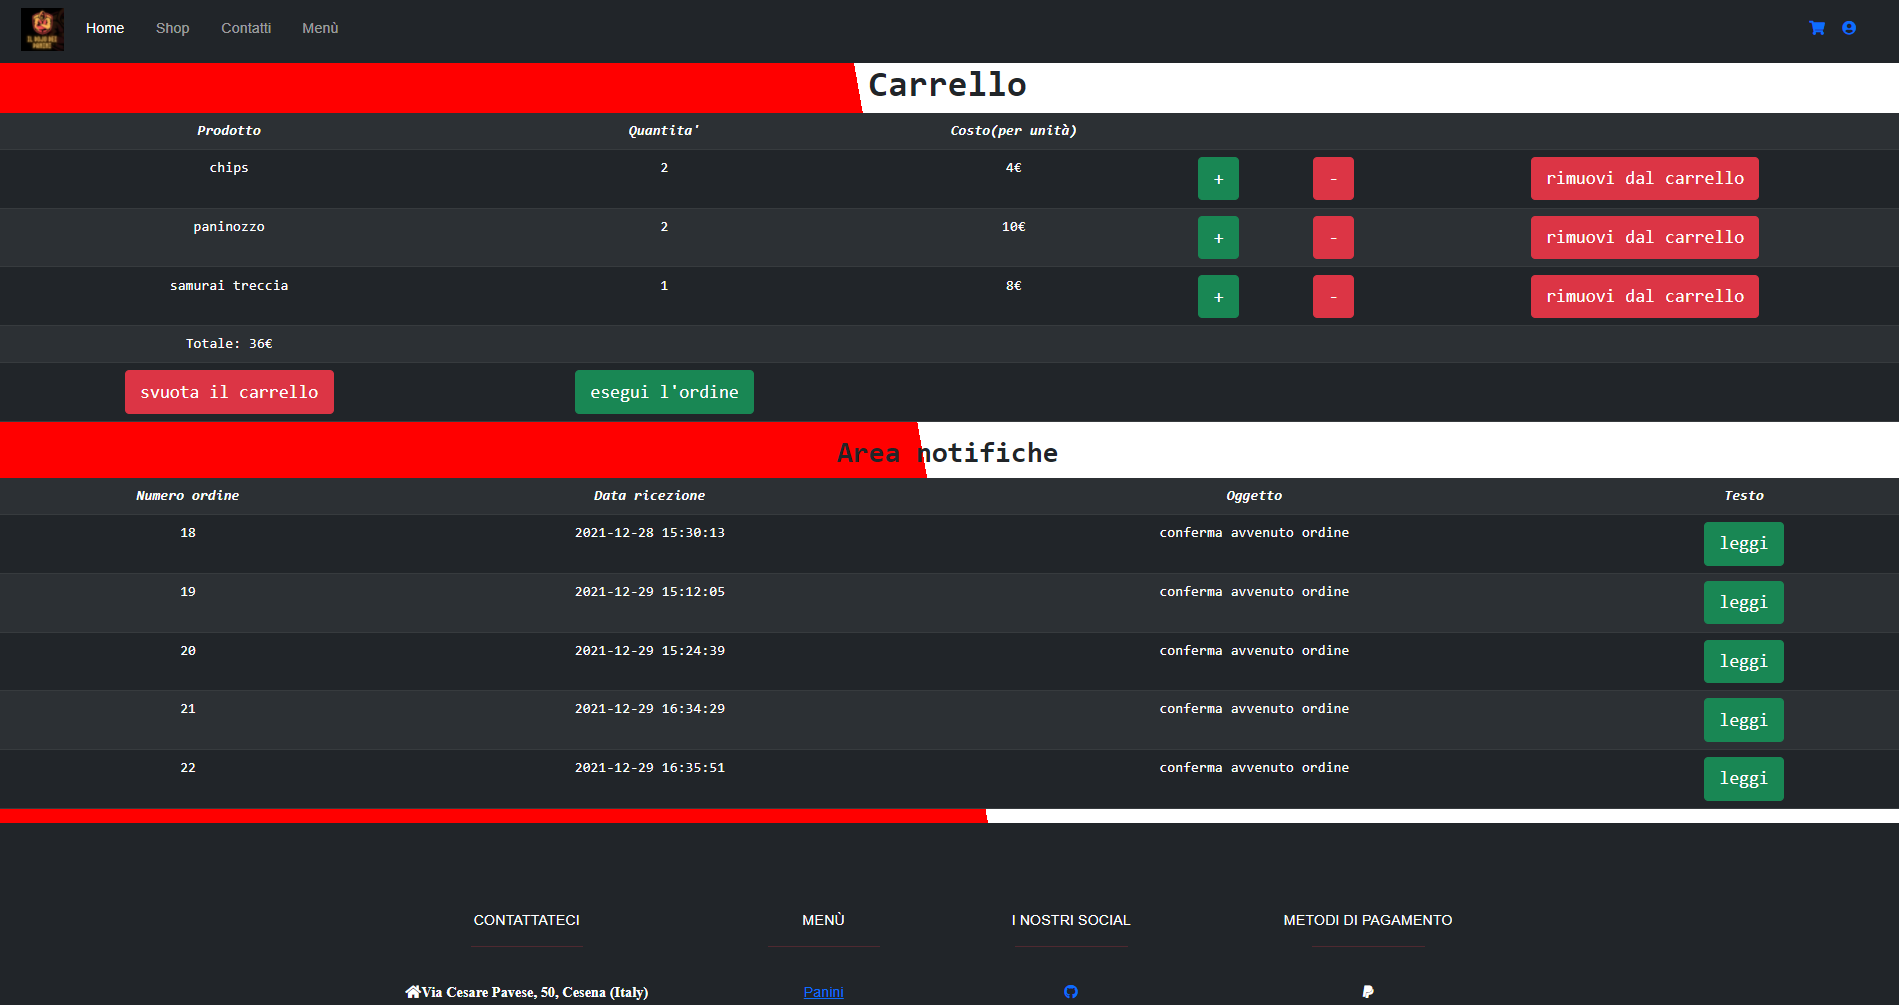 IL DOJO DEI
PANINI
Home Shop Contatti Menù
Carrello
Prodotto Quantita' Costo(per unità)
chips 2 4€ + - rimuovi dal carrello
paninozzo 2 10€ + - rimuovi dal carrello
samurai treccia 1 8€ + - rimuovi dal carrello
Totale: 36€
svuota il carrello esegui l'ordine
Area notifiche
Numero ordine Data ricezione Oggetto Testo
18 2021-12-28 15:30:13 conferma avvenuto ordine leggi
19 2021-12-29 15:12:05 conferma avvenuto ordine leggi
20 2021-12-29 15:24:39 conferma avvenuto ordine leggi
21 2021-12-29 16:34:29 conferma avvenuto ordine leggi
22 2021-12-29 16:35:51 conferma avvenuto ordine leggi
CONTATTATECI MENÙ I NOSTRI SOCIAL METODI DI PAGAMENTO
Via Cesare Pavese, 50, Cesena (Italy) Panini